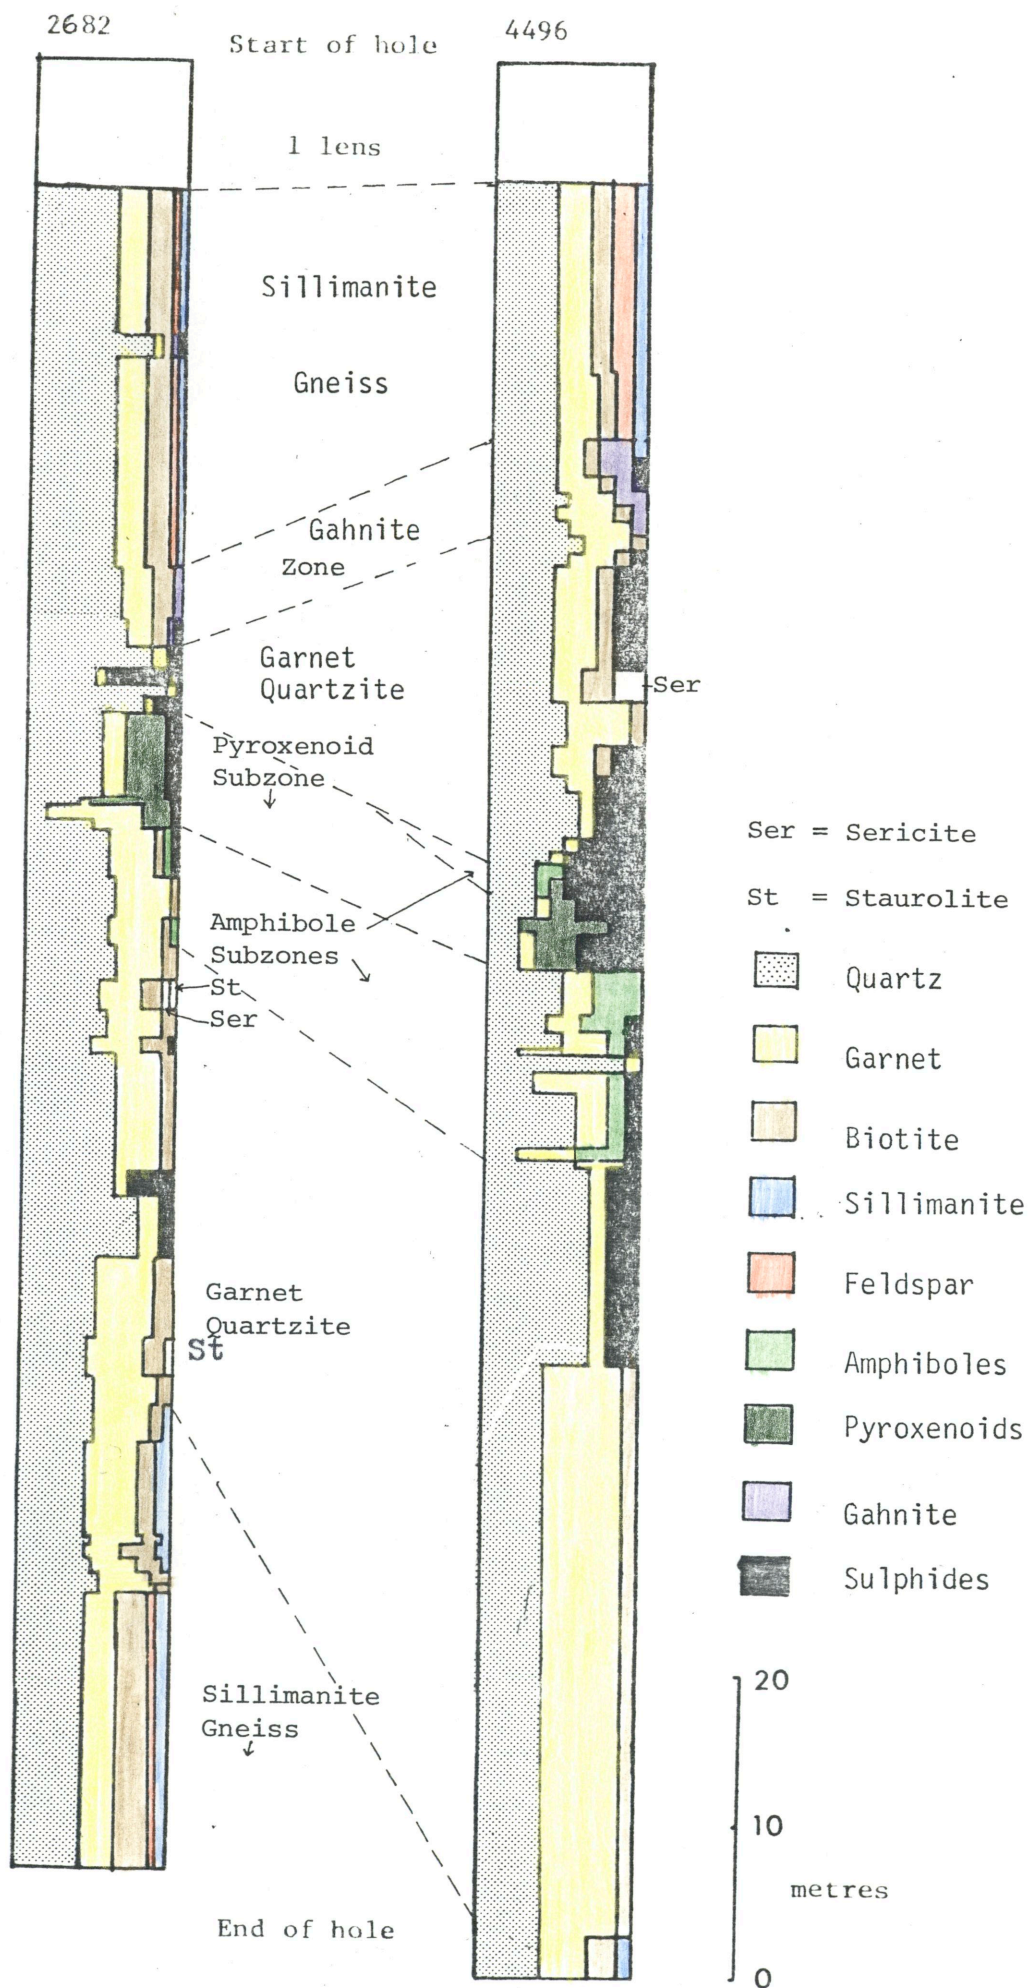 2682
Start of hole
4496
1 lens
Sillimanite
Gneiss
Gahnite
Zone
Garnet
Quartzite
Ser
Pyroxenoid
Subzone
Amphibole
Subzones
St
Ser
Garnet
Quartzite
St
Sillimanite
Gneiss
End of hole
Ser = Sericite
St = Staurolite
Quartz
Garnet
Biotite
Sillimanite
Feldspar
Amphiboles
Pyroxenoids
Gahnite
Sulphides
20
10
metres
0